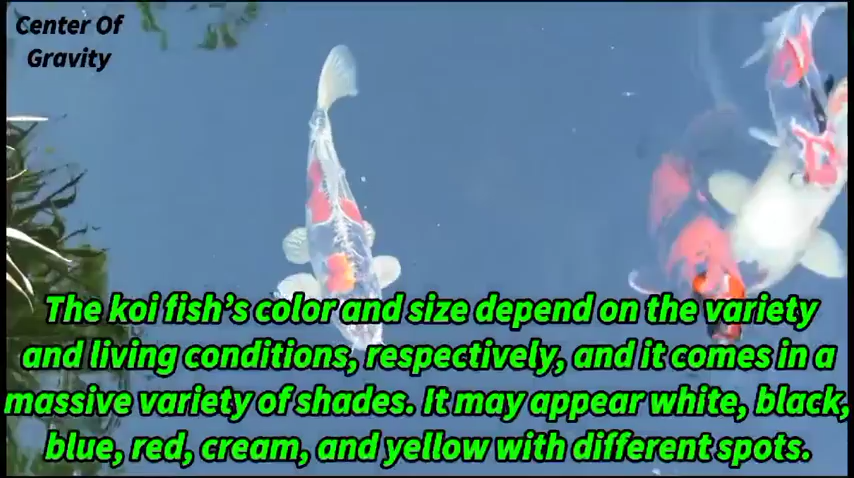 Center Of
Gravity
The koi fish’s color and size depend on the variety
and living conditions, respectively, and it comes in a
massive variety of shades. It may appear white, black,
blue, red, cream, and yellow with different spots.